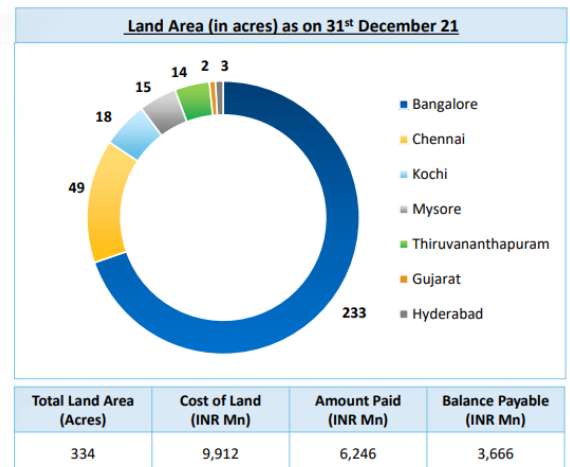 Land Area (in acres) as on 31st December 21
2 3
14
15
18
49
233
Bangalore
Chennai
Kochi
Mysore
Thiruvananthapuram
Gujarat
Hyderabad
Total Land Area Cost of Land Amount Paid Balance Payable
(Acres) (INR Mn) (INR Mn) (INR Mn)
334 9,912 6,246 3,666